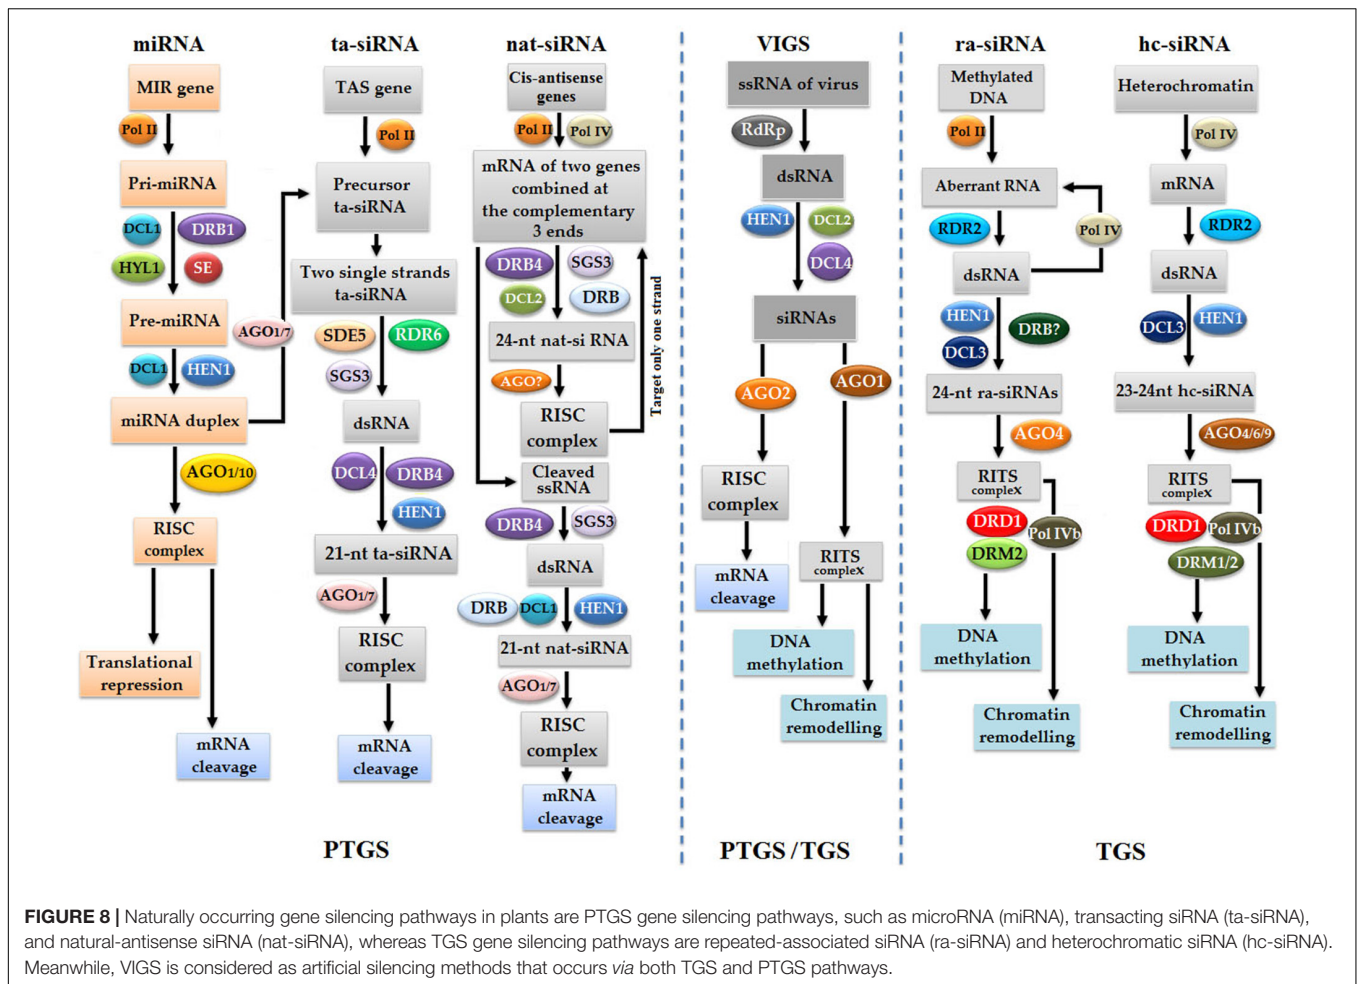 miRNA
MIR gene
Pol II
Pri-miRNA
DCL1
DRB1
HYL1
SE
Pre-miRNA
DCL1
HEN1
miRNA duplex
AGO1/10
RISC
complex
Translational
repression
mRNA
cleavage
ta-siRNA
TAS gene
Pol II
Precursor
ta-siRNA
Two single strands
ta-siRNA
AGO1/7
SDE5
RDR6
SGS3
dsRNA
DCL4
DRB4
HEN1
21-nt ta-siRNA
AGO1/7
RISC
complex
mRNA
cleavage
nat-siRNA
Cis-antisense
genes
Pol II
Pol IV
mRNA of two genes
combined at
the complementary
3 ends
DRB4
SGS3
DCL2
DRB
24-nt nat-si RNA
AGO?
RISC
complex
Target only one strand
Cleaved
ssRNA
DRB4
SGS3
dsRNA
DRB
DCL1
HEN1
21-nt nat-siRNA
AGO1/7
RISC
complex
mRNA
cleavage
PTGS
VIGS
ssRNA of virus
RdRp
dsRNA
HEN1
DCL2
DCL4
siRNAs
AGO2
AGO1
RISC
complex
mRNA
cleavage
RITS
complex
DNA
methylation
Chromatin
remodelling
PTGS / TGS
ra-siRNA
Methylated
DNA
Pol II
Aberrant RNA
RDR2
Pol IV
dsRNA
HEN1
DRB?
DCL3
24-nt ra-siRNAs
AGO4
RITS
complex
DRD1
Pol IVb
DRM2
DNA
methylation
Chromatin
remodelling
hc-siRNA
Heterochromatin
Pol IV
mRNA
RDR2
dsRNA
DCL3
HEN1
23-24nt hc-siRNA
AGO4/6/9
RITS
complex
DRD1
Pol IVb
DRM1/2
DNA
methylation
Chromatin
remodelling
TGS
FIGURE 8 | Naturally occurring gene silencing pathways in plants are PTGS gene silencing pathways, such as microRNA (miRNA), transacting siRNA (ta-siRNA),
and natural-antisense siRNA (nat-siRNA), whereas TGS gene silencing pathways are repeated-associated siRNA (ra-siRNA) and heterochromatic siRNA (hc-siRNA).
Meanwhile, VIGS is considered as artificial silencing methods that occurs via both TGS and PTGS pathways.